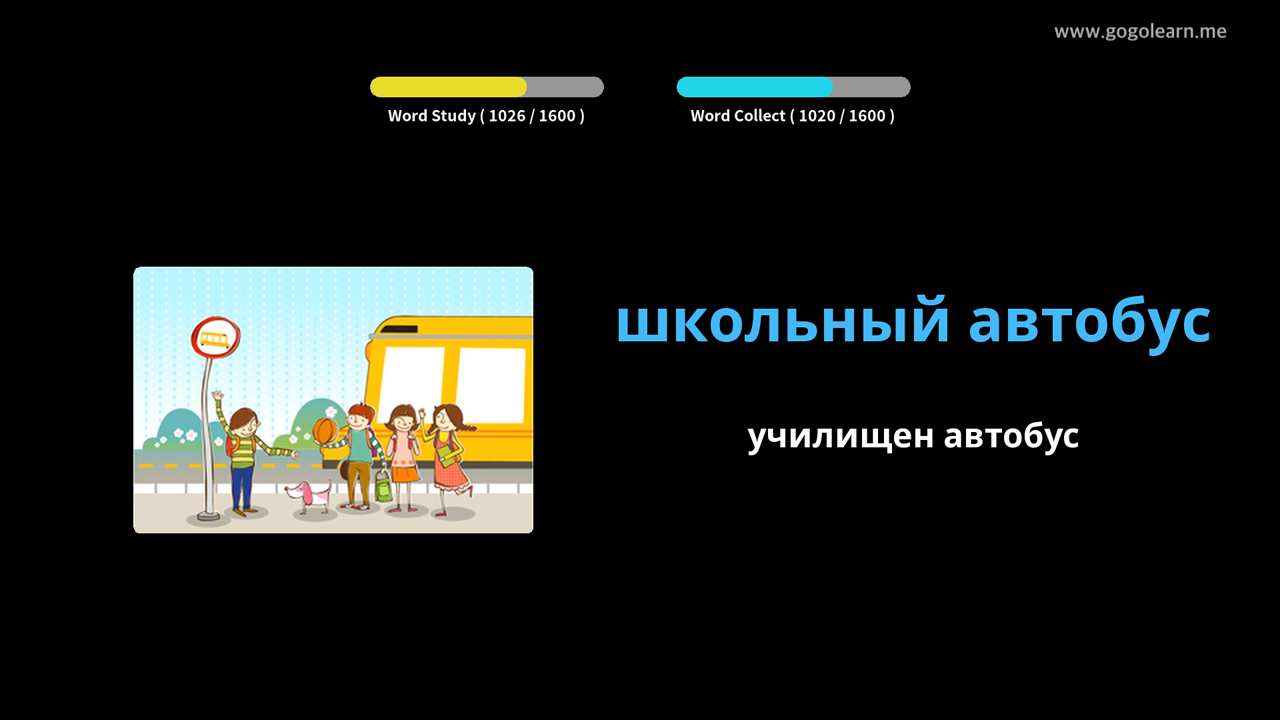 www.gogolearn.me
Word Study ( 1026 / 1600 )
Word Collect ( 1020 / 1600 )
школьный автобус
училищен автобус